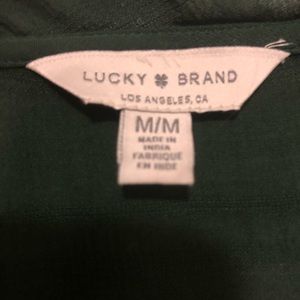 LUCKY BRAND
LOS ANGELES, CA
M/M
MADE IN
INDIA
FABRIQUÉ
EN INDE